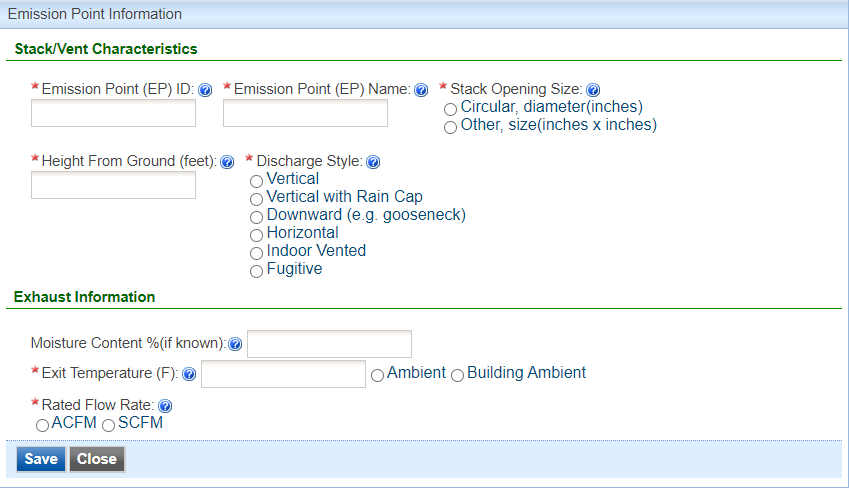 Emission Point Information
Stack/Vent Characteristics
* Emission Point (EP) ID: ? * Emission Point (EP) Name: ? * Stack Opening Size: ?
Circular, diameter(inches)
Other, size(inches x inches)
* Height From Ground (feet): ? * Discharge Style: ?
Vertical
Vertical with Rain Cap
Downward (e.g. gooseneck)
Horizontal
Indoor Vented
Fugitive
Exhaust Information
Moisture Content %(if known): ?
* Exit Temperature (F): ? Ambient Building Ambient
* Rated Flow Rate: ?
ACFM SCFM
Save Close